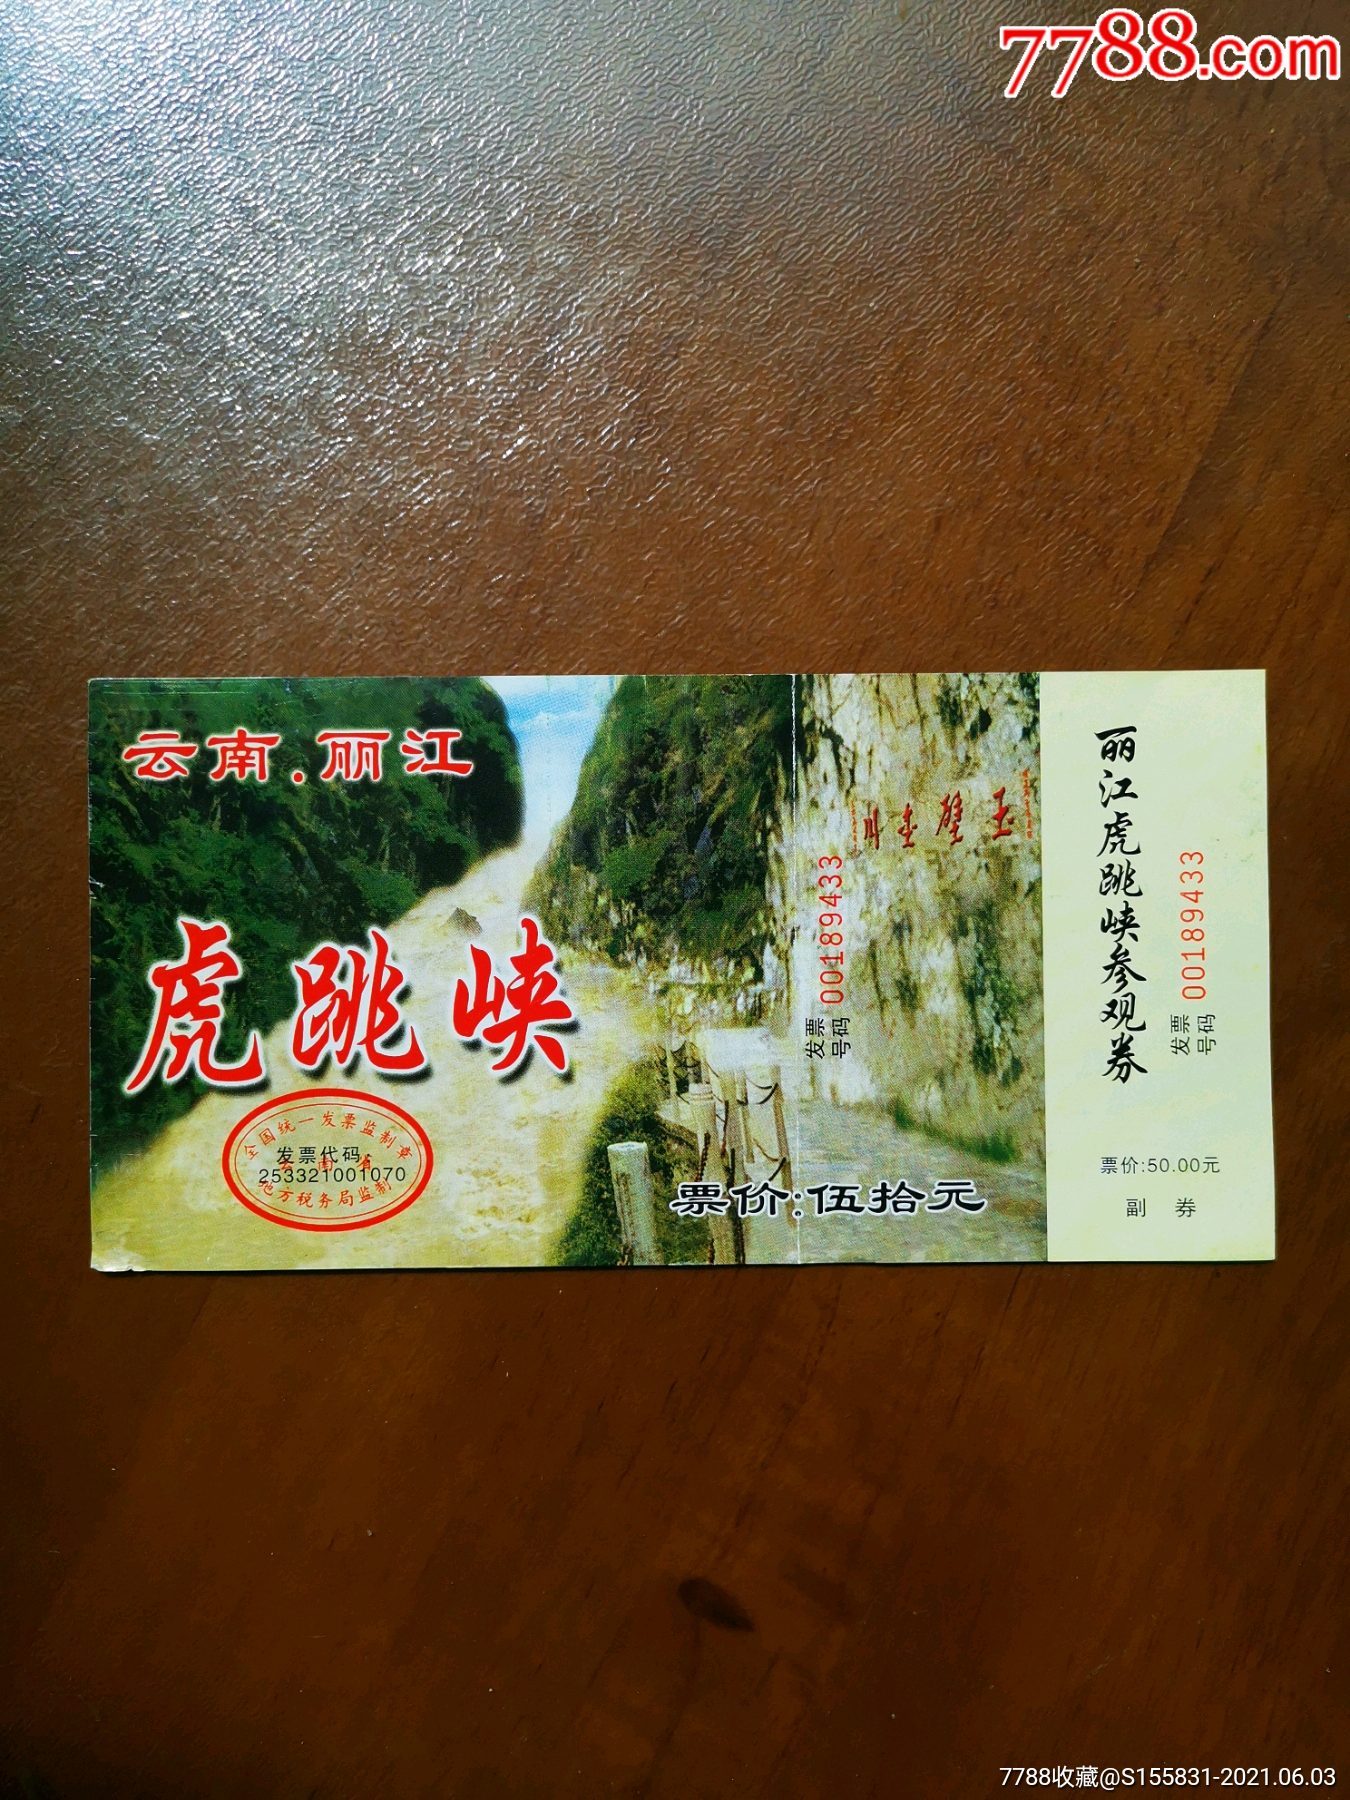 7788.com
云南.丽江
虎跳峡
全国统一发票监制章
发票代码:
云南省
253321001070
地方税务局监制
玉壁金川
发票
号码 00189433
票价:伍拾元
丽江虎跳峡参观券
发票
号码 00189433
票价:50.00元
副 券
7788收藏@S155831-2021.06.03